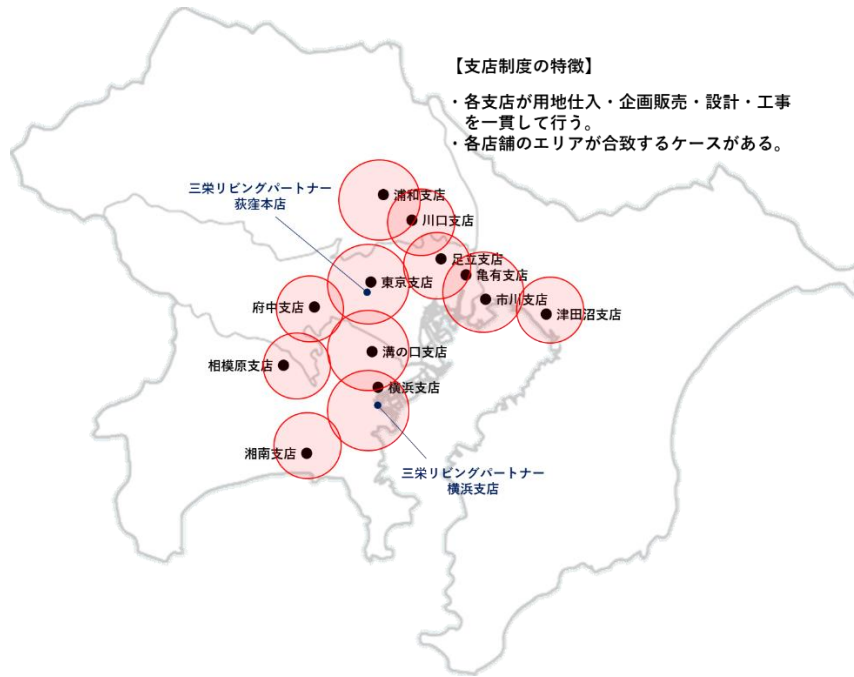 【支店制度の特徴】
・各支店が用地仕入・企画販売・設計・工事
を一貫して行う。
・各店舗のエリアが合致するケースがある。
三栄リビングパートナー
荻窪本店
浦和支店
川口支店
足立支店
亀有支店
東京支店
市川支店
府中支店
津田沼支店
溝の口支店
相模原支店
横浜支店
湘南支店
三栄リビングパートナー
横浜支店